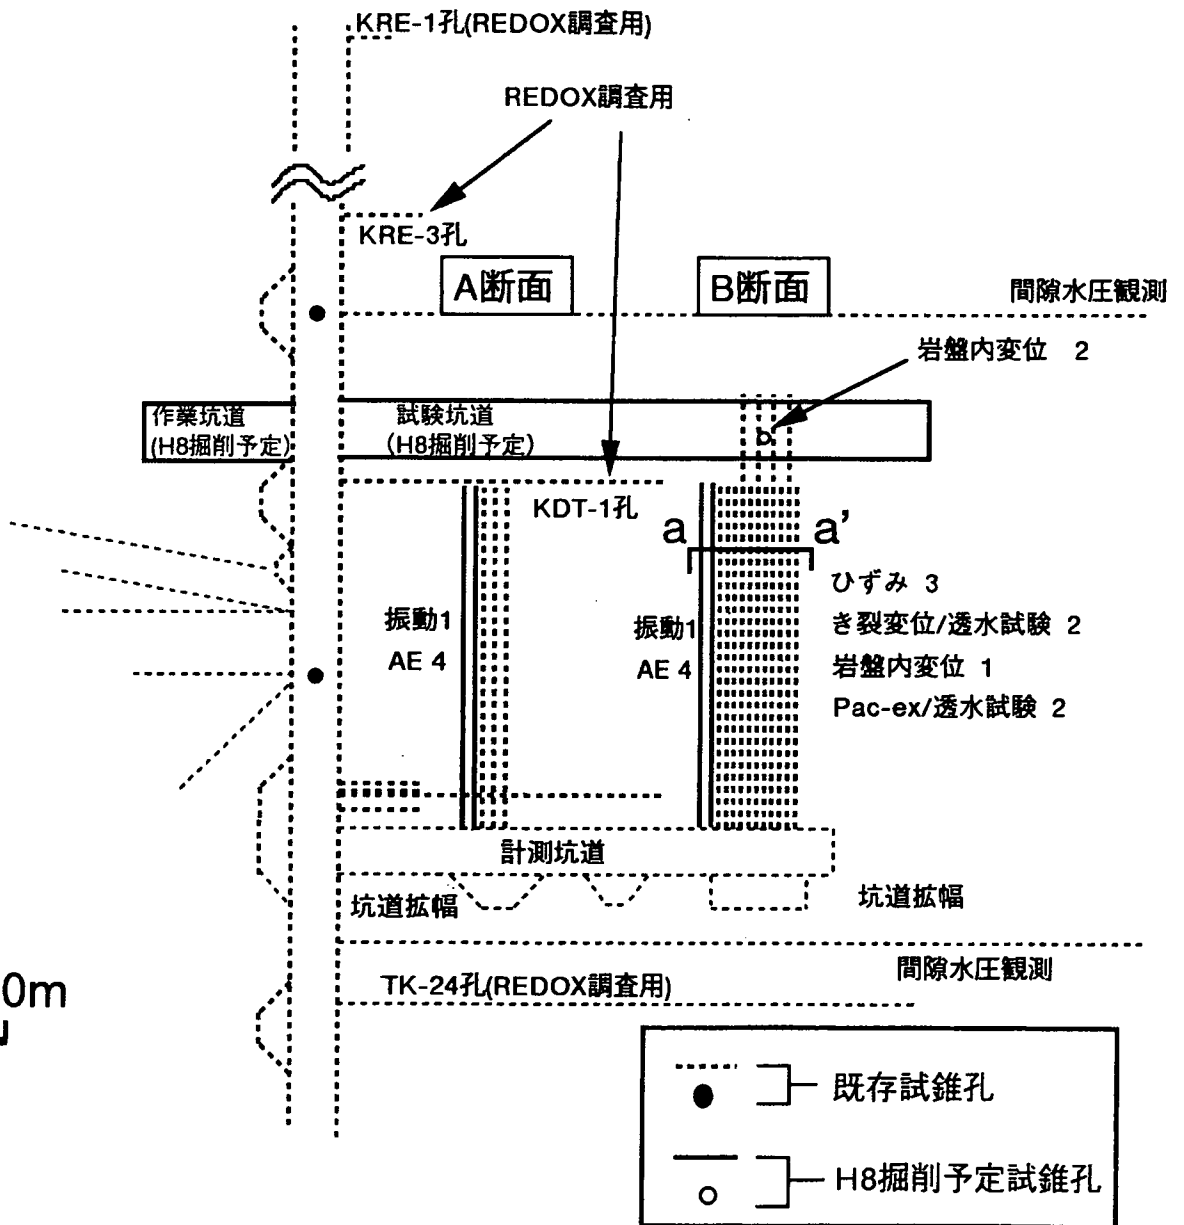 KRE-1孔(REDOX調査用)
REDOX調査用
KRE-3孔
A断面
B断面
間隙水圧観測
岩盤内変位 2
作業坑道
(H8掘削予定)
試験坑道
(H8掘削予定)
KDT-1孔
a
a'
ひずみ 3
振動1
AE 4
振動1
AE 4
き裂変位/透水試験 2
岩盤内変位 1
Pac-ex/透水試験 2
計測坑道
坑道拡幅
坑道拡幅
間隙水圧観測
TK-24孔(REDOX調査用)
0m
既存試錐孔
H8掘削予定試錐孔